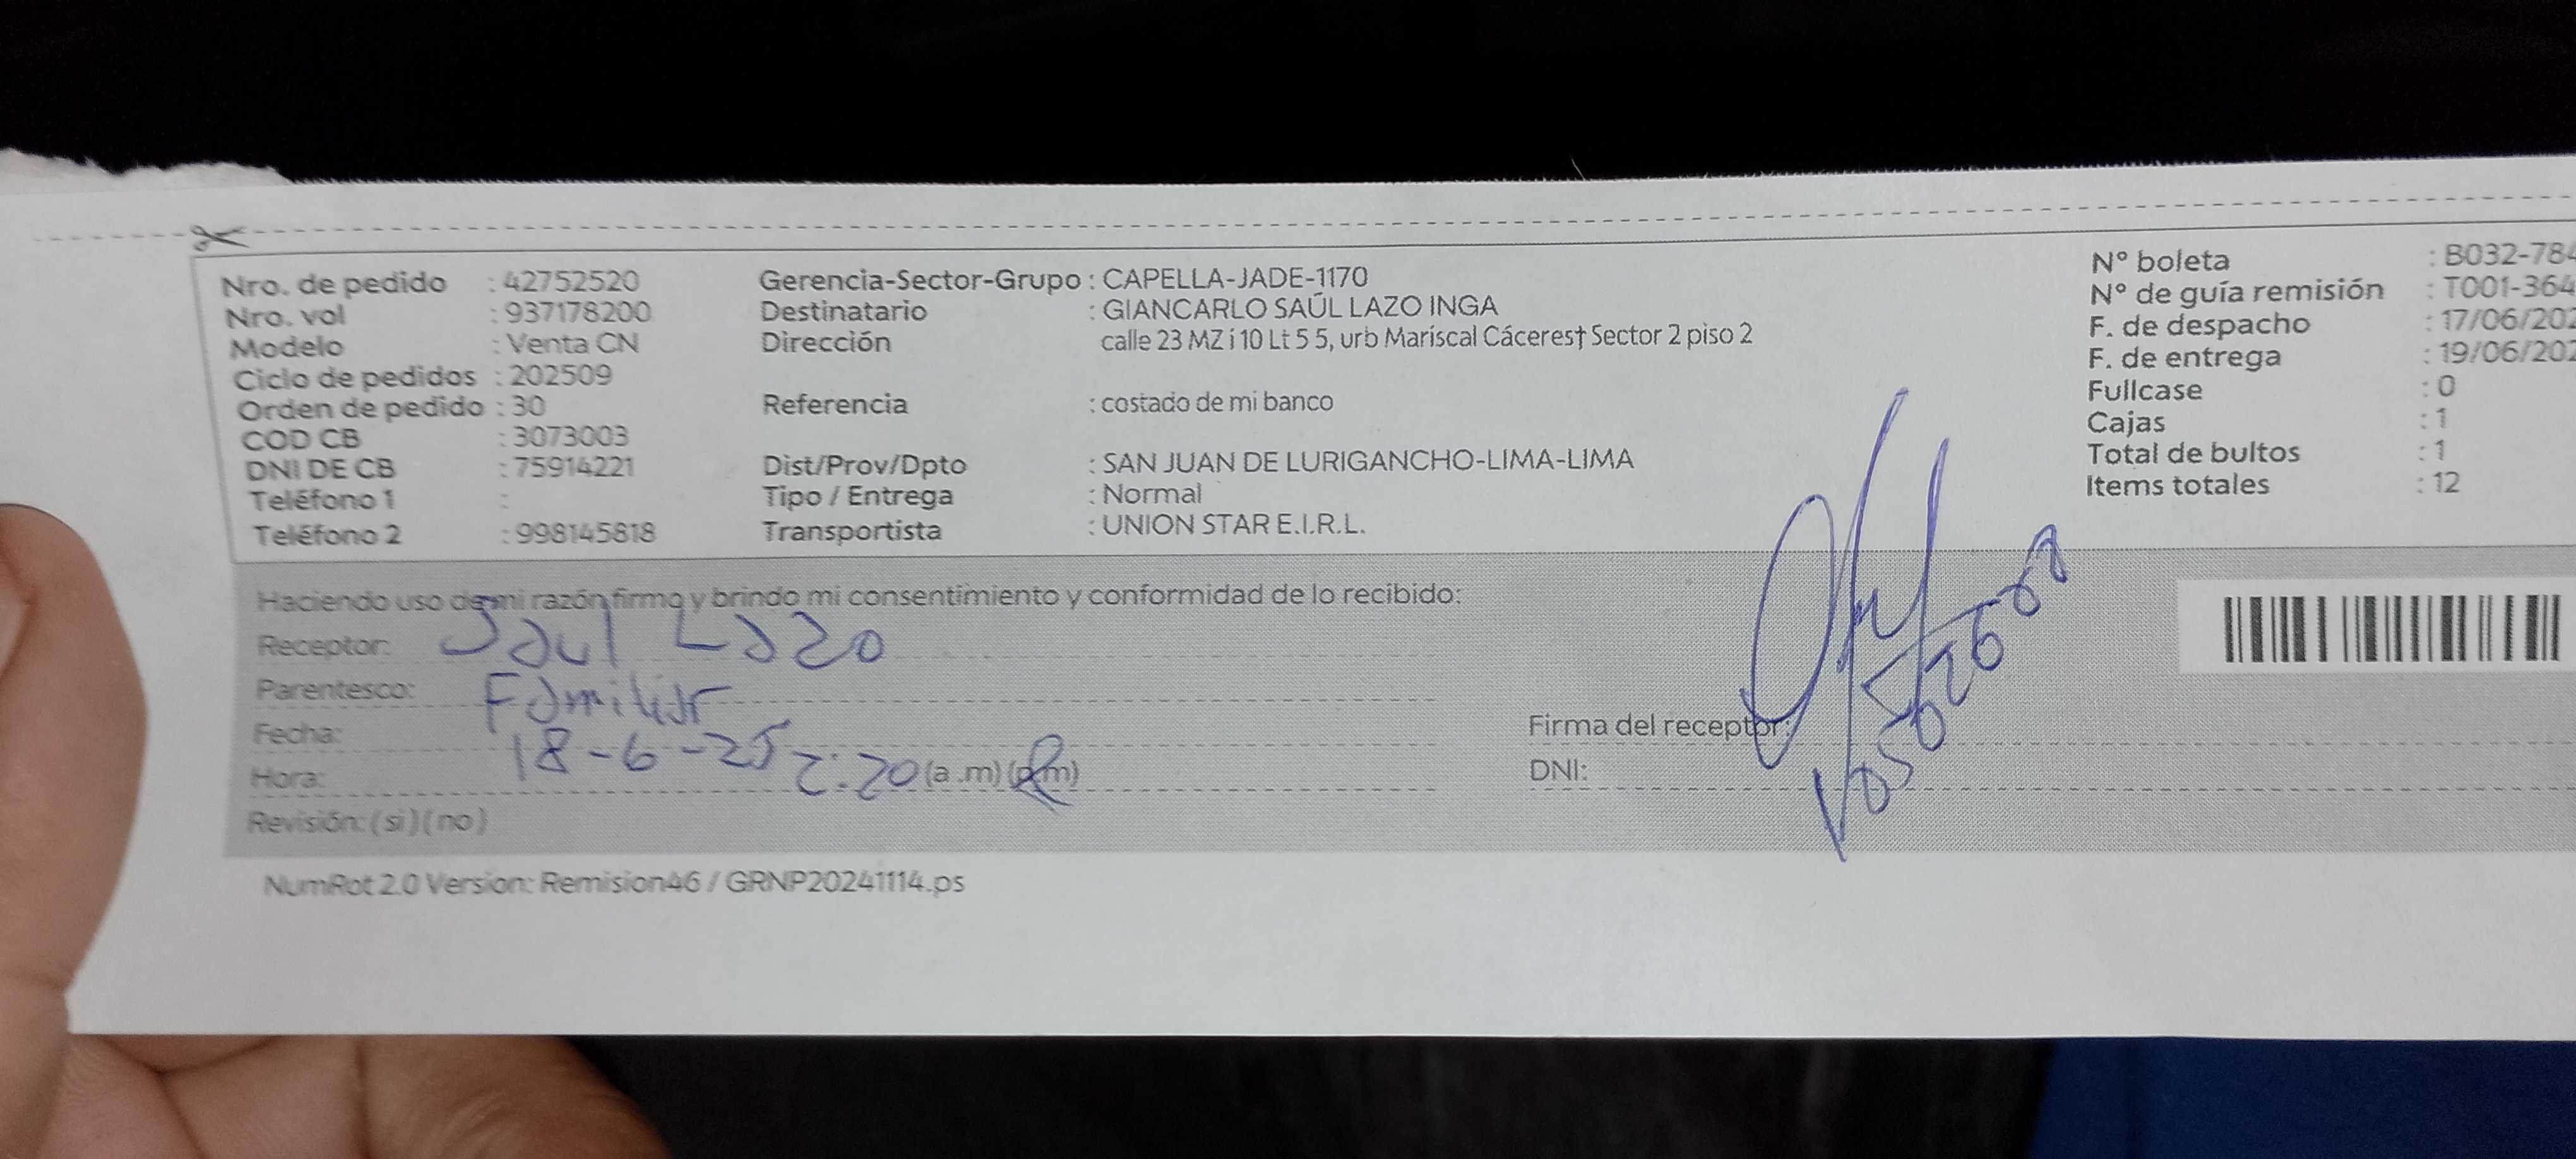 Nro. de pedido : 42752520
Nro. vol : 937178200
Modelo : Venta CN
Ciclo de pedidos : 202509
Orden de pedido : 30
COD CB : 3073003
DNI DE CB : 75914221
Teléfono 1 :
Teléfono 2 : 998145818
Gerencia-Sector-Grupo : CAPELLA-JADE-1170
Destinatario : GIANCARLO SAÚL LAZO INGA
Dirección calle 23 MZ i 10 Lt 5 5, urb Mariscal Cáceres† Sector 2 piso 2
Referencia : costado de mi banco
Dist/Prov/Dpto : SAN JUAN DE LURIGANCHO-LIMA-LIMA
Tipo / Entrega : Normal
Transportista : UNION STAR E.I.R.L.
N° boleta : B032-784
N° de guía remisión : T001-364
F. de despacho : 17/06/202
F. de entrega : 19/06/202
Fullcase : 0
Cajas : 1
Total de bultos : 1
Items totales : 12
Haciendo uso de mi razón firmo y brindo mi consentimiento y conformidad de lo recibido:
Receptor: Saul Lazo
Parentesco: Familiar
Fecha: 18-6-25
Hora: 2:20 (a .m) (p.m)
Revisión: ( si ) ( no )
Firma del receptor:
DNI:
NumRot 2.0 Version: Remision46 / GRNP20241114.ps